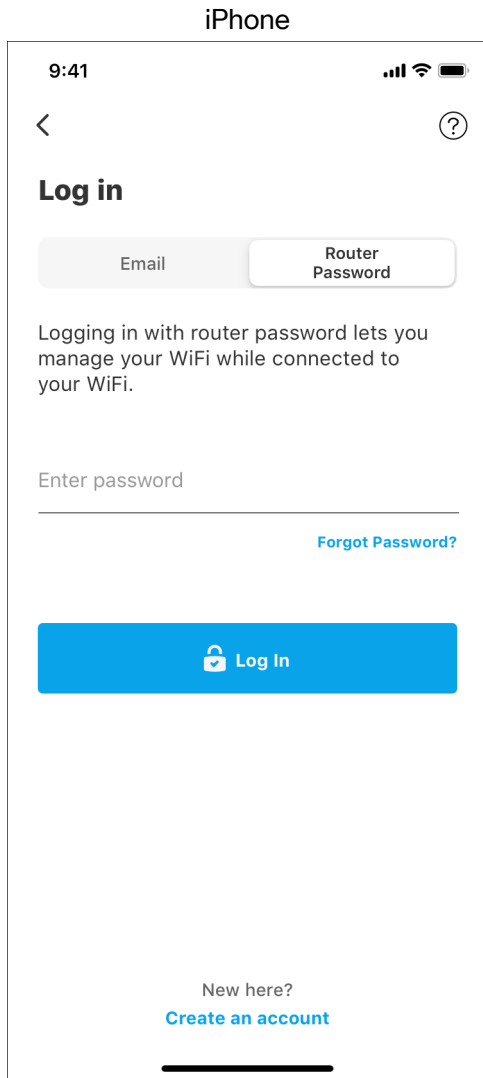 iPhone
9:41
?
Log in
Email
Router
Password
Logging in with router password lets you
manage your WiFi while connected to
your WiFi.
Enter password
Forgot Password?
Log In
New here?
Create an account